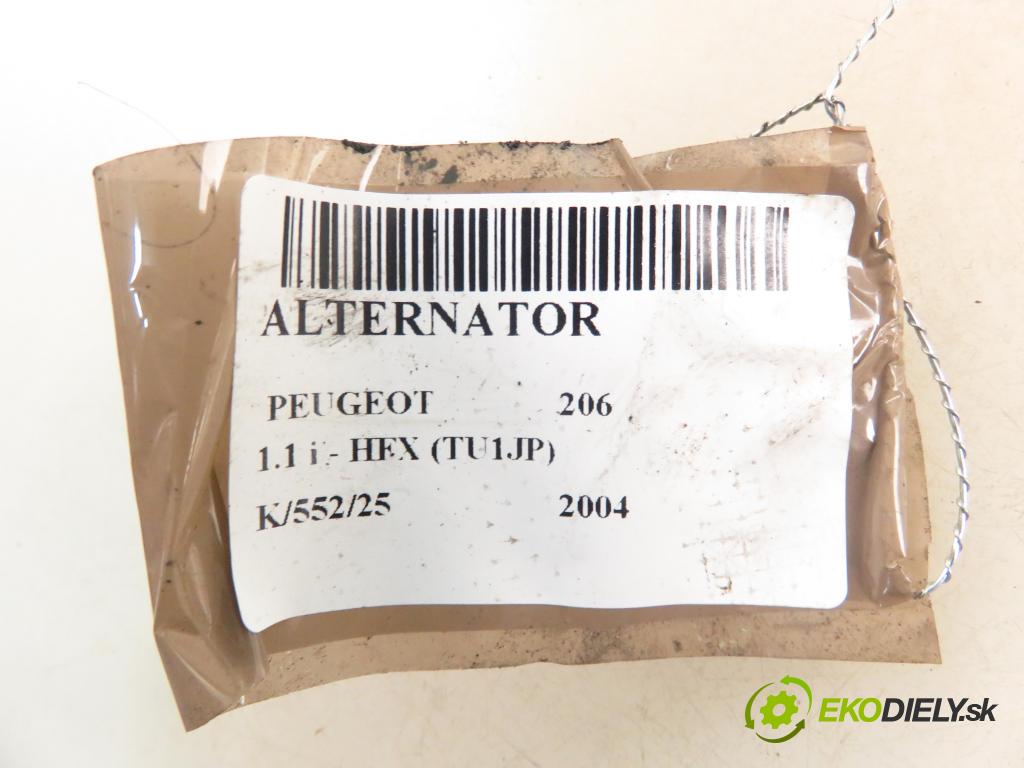 ALTERNATOR
PEUGEOT 206
1.1 i - HFX (TU1JP)
K/552/25 2004
EKODIELY.sk